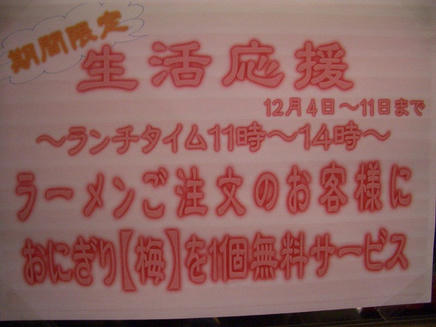 期間限定
生活応援
12月4日～11日まで
～ランチタイム11時～14時～
ラーメンご注文のお客様に
おにぎり【梅】を1個無料サービス